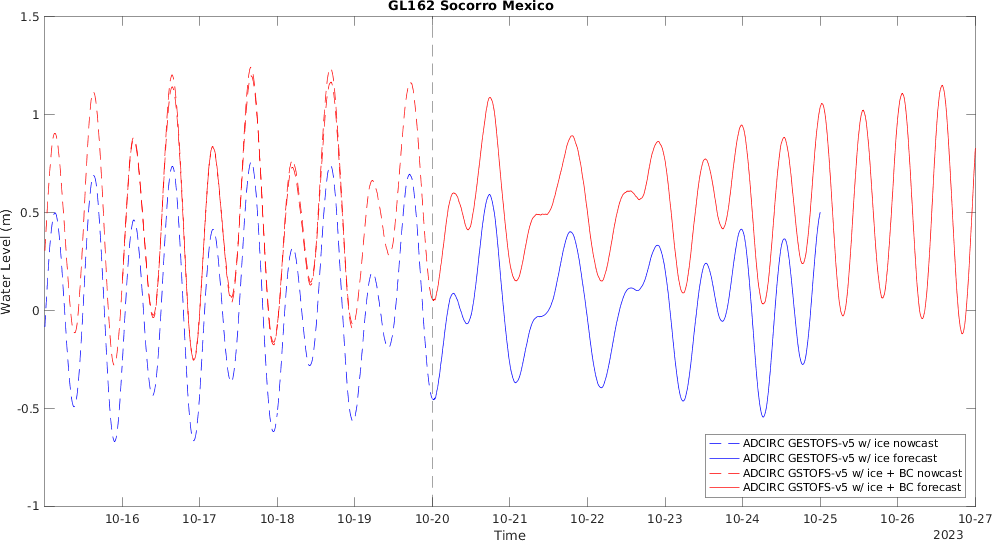 GL162 Socorro Mexico
1.5
1
0.5
0
-0.5
-1
Water Level (m)
ADCIRC GESTOFS-v5 w/ ice nowcast
ADCIRC GESTOFS-v5 w/ ice forecast
ADCIRC GSTOFS-v5 w/ ice + BC nowcast
ADCIRC GSTOFS-v5 w/ ice + BC forecast
10-16 10-17 10-18 10-19 10-20 10-21 10-22 10-23 10-24 10-25 10-26 10-27
Time
2023